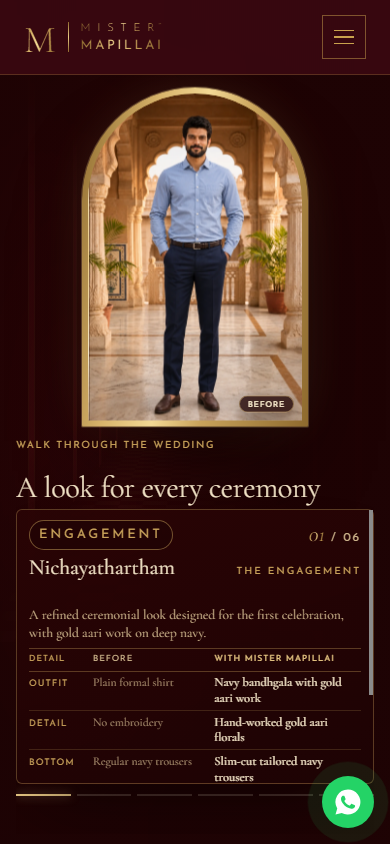 M
MISTER
MAPILLAI
BEFORE
WALK THROUGH THE WEDDING
A look for every ceremony
ENGAGEMENT
01 / 06
Nichayathartham
THE ENGAGEMENT
A refined ceremonial look designed for the first celebration,
with gold aari work on deep navy.
DETAIL BEFORE WITH MISTER MAPILLAI
OUTFIT Plain formal shirt Navy bandhgala with gold
aari work
DETAIL No embroidery Hand-worked gold aari
florals
BOTTOM Regular navy trousers Slim-cut tailored navy
trousers